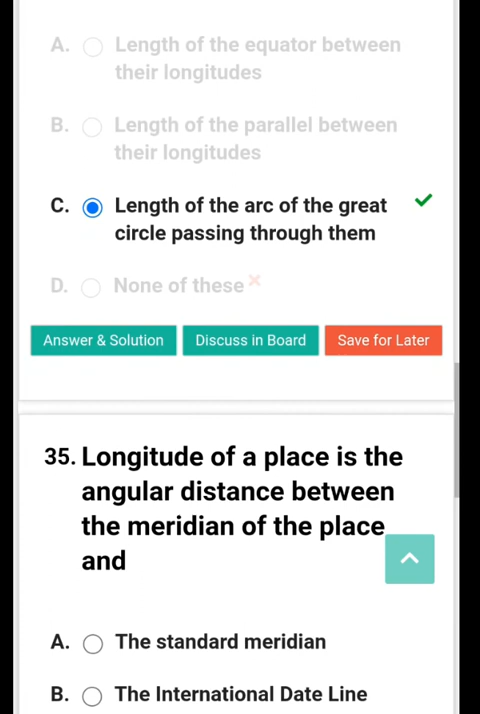 A. Length of the equator between
their longitudes
B. Length of the parallel between
their longitudes
C. Length of the arc of the great
circle passing through them
D. None of these
Answer & Solution Discuss in Board Save for Later
35. Longitude of a place is the
angular distance between
the meridian of the place
and
A. The standard meridian
B. The International Date Line